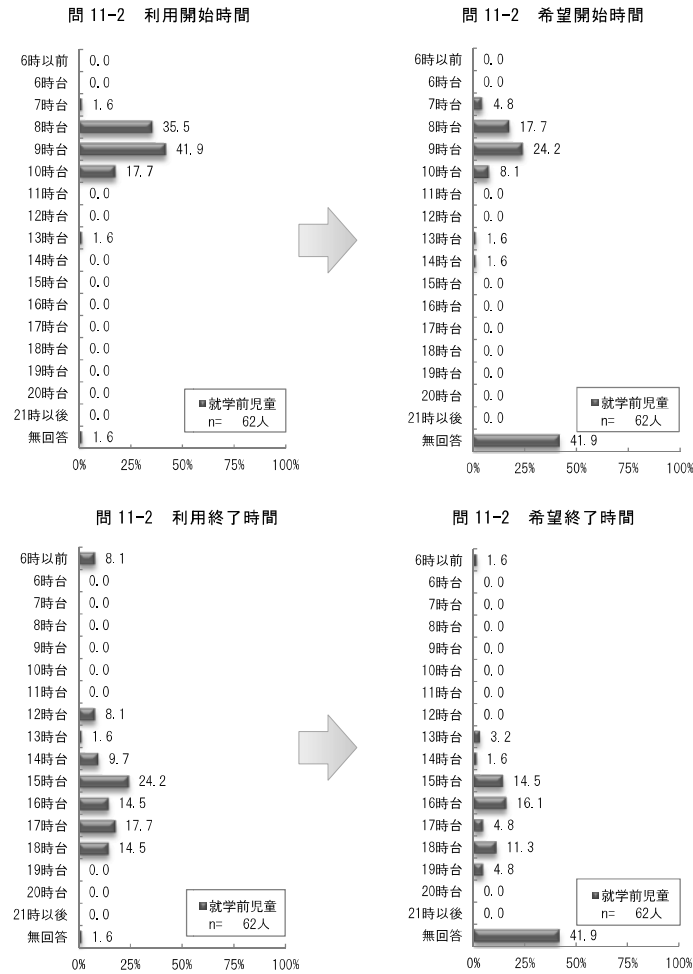 問 11-2 利用開始時間
6時以前 0.0
6時台 0.0
7時台 1.6
8時台 35.5
9時台 41.9
10時台 17.7
11時台 0.0
12時台 0.0
13時台 1.6
14時台 0.0
15時台 0.0
16時台 0.0
17時台 0.0
18時台 0.0
19時台 0.0
20時台 0.0
21時以後 0.0
無回答 1.6
■就学前児童
n= 62人
0% 25% 50% 75% 100%
問 11-2 希望開始時間
6時以前 0.0
6時台 0.0
7時台 4.8
8時台 17.7
9時台 24.2
10時台 8.1
11時台 0.0
12時台 0.0
13時台 1.6
14時台 1.6
15時台 0.0
16時台 0.0
17時台 0.0
18時台 0.0
19時台 0.0
20時台 0.0
21時以後 0.0
無回答 41.9
■就学前児童
n= 62人
0% 25% 50% 75% 100%
問 11-2 利用終了時間
6時以前 8.1
6時台 0.0
7時台 0.0
8時台 0.0
9時台 0.0
10時台 0.0
11時台 0.0
12時台 8.1
13時台 1.6
14時台 9.7
15時台 24.2
16時台 14.5
17時台 17.7
18時台 14.5
19時台 0.0
20時台 0.0
21時以後 0.0
無回答 1.6
■就学前児童
n= 62人
0% 25% 50% 75% 100%
問 11-2 希望終了時間
6時以前 1.6
6時台 0.0
7時台 0.0
8時台 0.0
9時台 0.0
10時台 0.0
11時台 0.0
12時台 0.0
13時台 3.2
14時台 1.6
15時台 14.5
16時台 16.1
17時台 4.8
18時台 11.3
19時台 4.8
20時台 0.0
21時以後 0.0
無回答 41.9
■就学前児童
n= 62人
0% 25% 50% 75% 100%